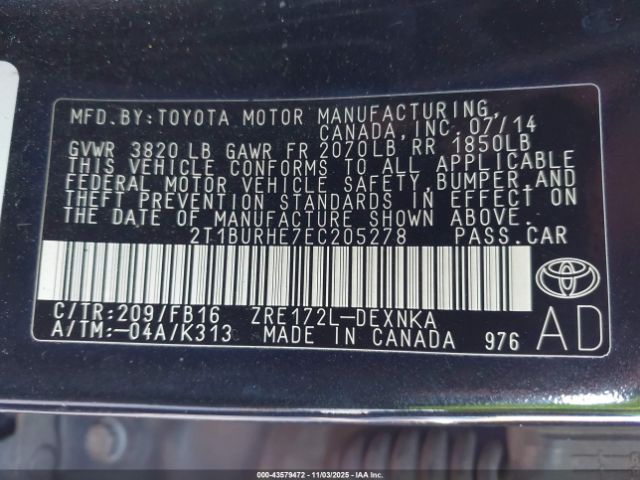 MFD. BY: TOYOTA MOTOR MANUFACTURING,
CANADA, INC. 07/14
GVWR 3820 LB GAWR FR 2070LB RR 1850LB
THIS VEHICLE CONFORMS TO ALL APPLICABLE
FEDERAL MOTOR VEHICLE SAFETY, BUMPER, AND
THEFT PREVENTION STANDARDS IN EFFECT ON
THE DATE OF MANUFACTURE SHOWN ABOVE.
2T1BURHE7EC205278 PASS. CAR
C/TR: 209/FB16 ZRE172L-DEXNKA
A/TM: -04A/K313 MADE IN CANADA 976
TOYOTA
AD
000-43579472 11/03/2025 - IAA, Inc.